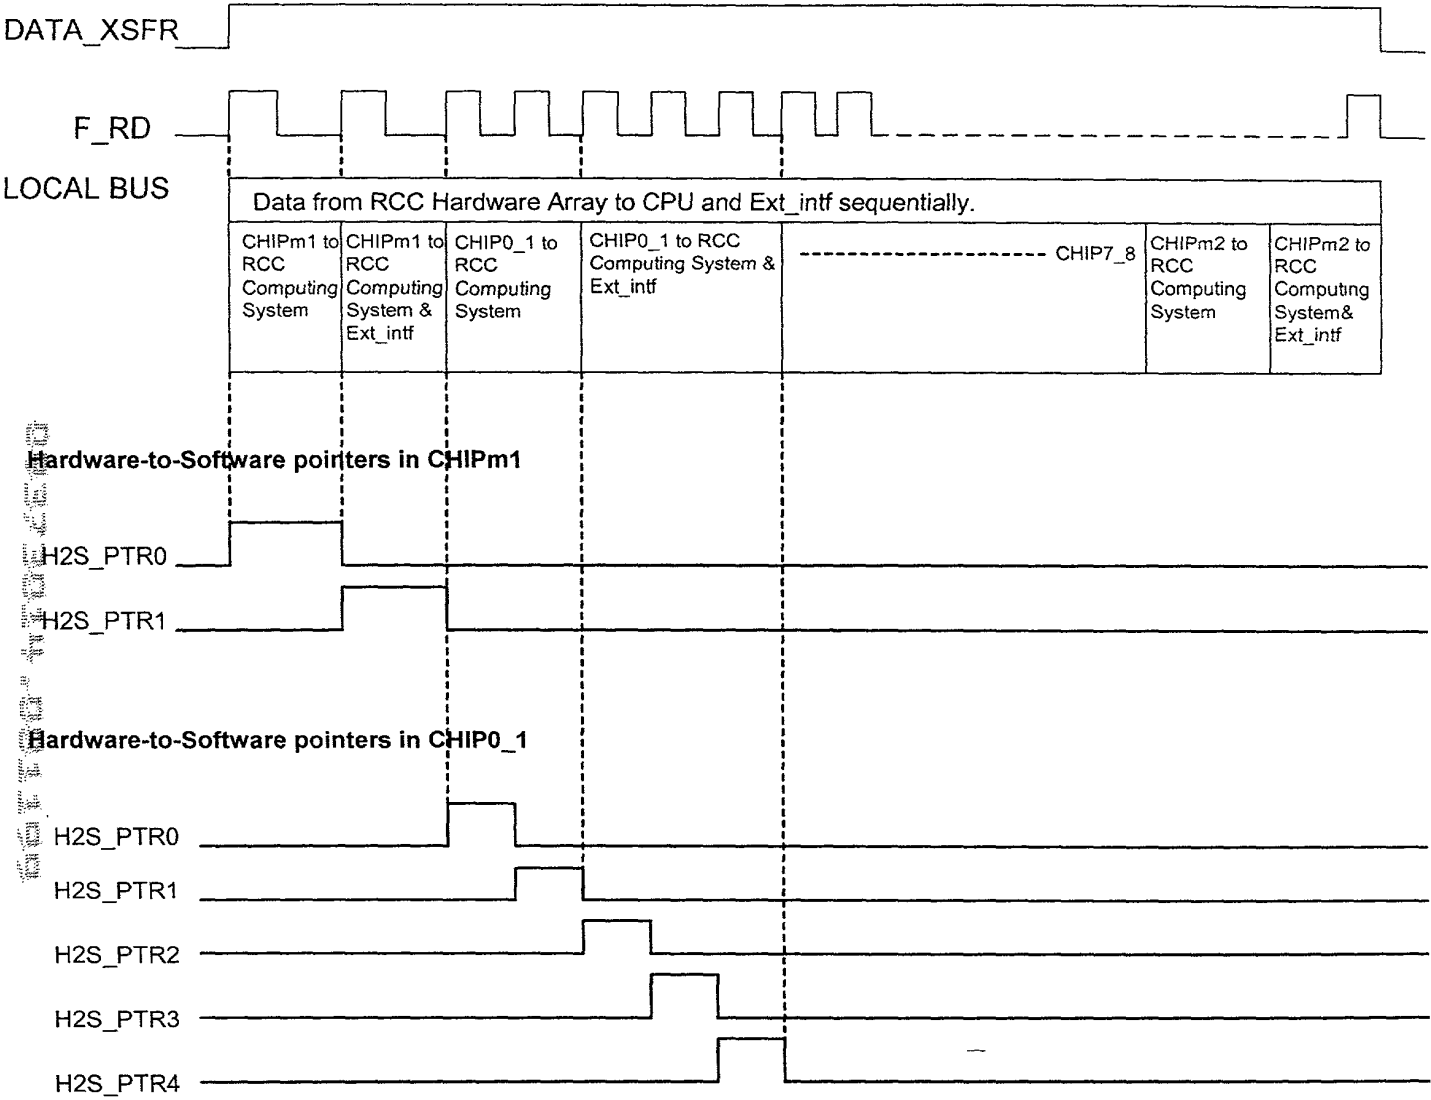 DATA_XSFR
F_RD
LOCAL BUS
Data from RCC Hardware Array to CPU and Ext_intf sequentially.
CHIPm1 to
RCC
Computing
System
CHIPm1 to
RCC
Computing
System &
Ext_intf
CHIP0_1 to
RCC
Computing
System
CHIP0_1 to RCC
Computing System &
Ext_intf
CHIP7_8
CHIPm2 to
RCC
Computing
System
CHIPm2 to
RCC
Computing
System&
Ext_intf
Hardware-to-Software pointers in CHIPm1
H2S_PTR0
H2S_PTR1
Hardware-to-Software pointers in CHIP0_1
H2S_PTR0
H2S_PTR1
H2S_PTR2
H2S_PTR3
H2S_PTR4